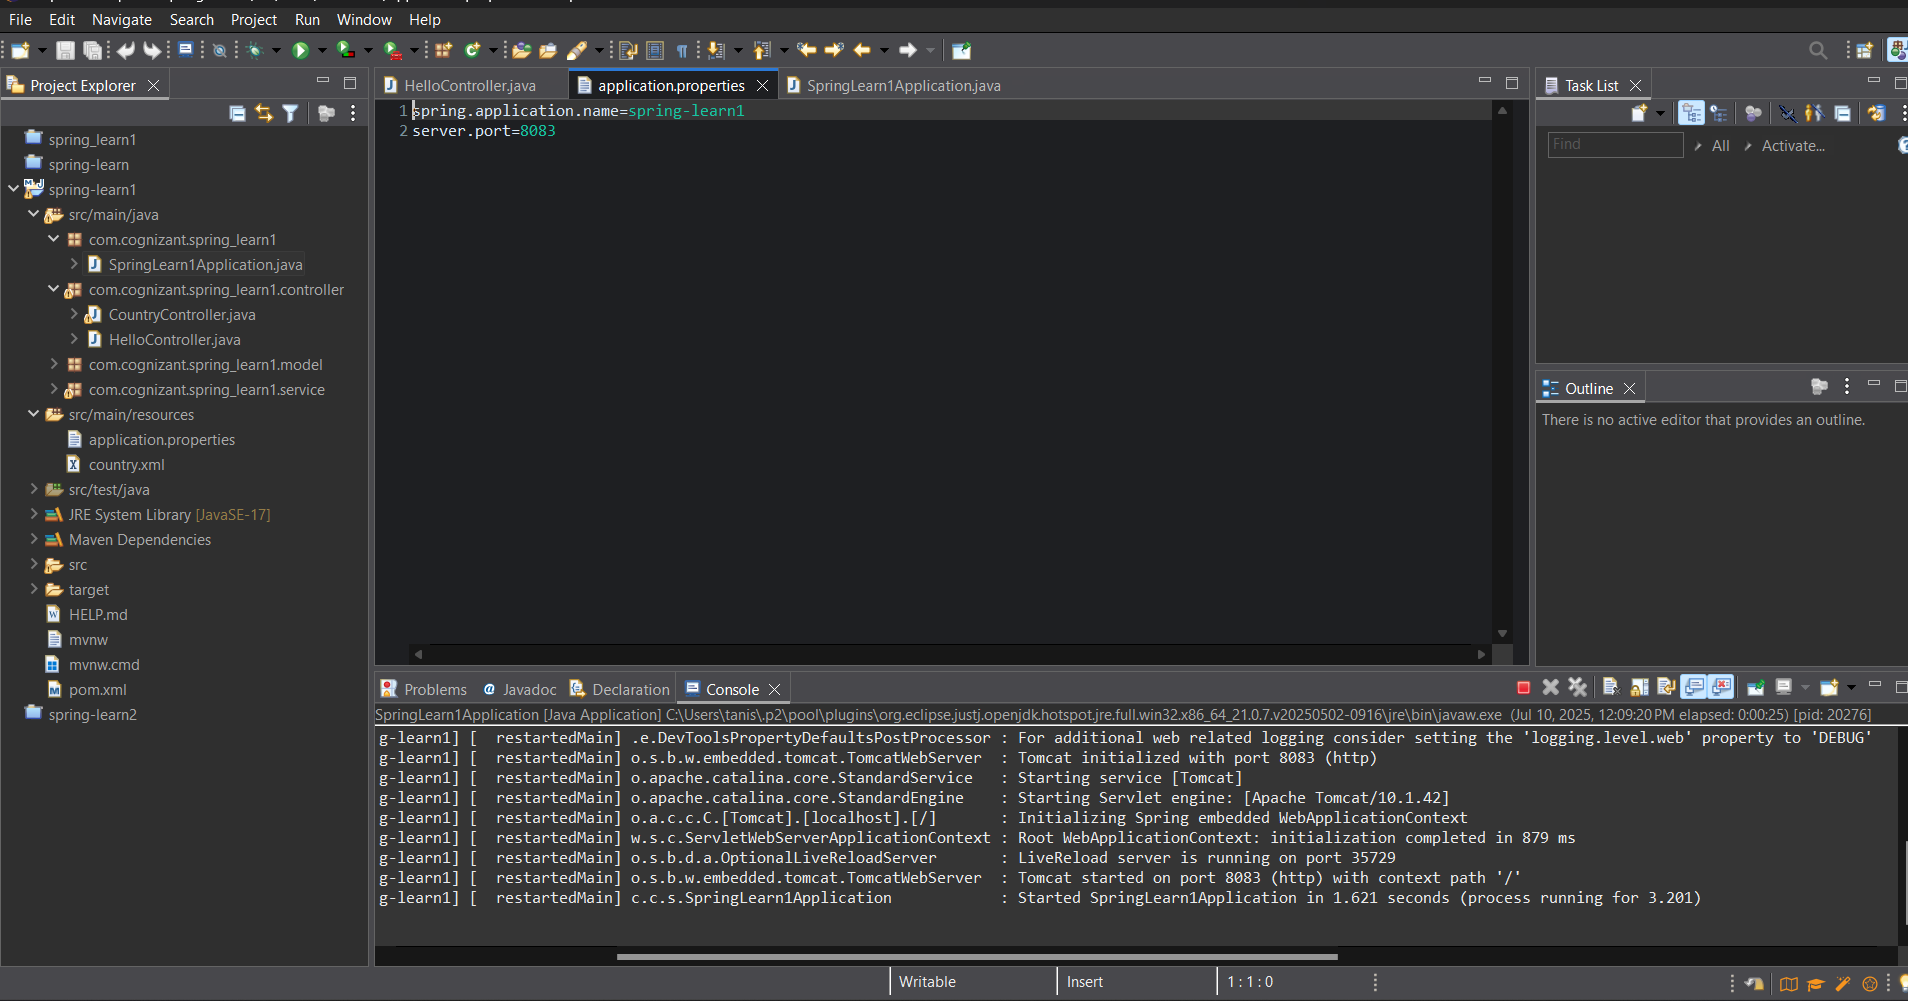 File Edit Navigate Search Project Run Window Help
Project Explorer
spring_learn1
spring-learn
spring-learn1
src/main/java
com.cognizant.spring_learn1
SpringLearn1Application.java
com.cognizant.spring_learn1.controller
CountryController.java
HelloController.java
com.cognizant.spring_learn1.model
com.cognizant.spring_learn1.service
src/main/resources
application.properties
country.xml
src/test/java
JRE System Library [JavaSE-17]
Maven Dependencies
src
target
HELP.md
mvnw
mvnw.cmd
pom.xml
spring-learn2
HelloController.java application.properties SpringLearn1Application.java
1 spring.application.name=spring-learn1
2 server.port=8083
Task List
Find All Activate...
Outline
There is no active editor that provides an outline.
Problems Javadoc Declaration Console
SpringLearn1Application [Java Application] C:\Users\tanis\.p2\pool\plugins\org.eclipse.justj.openjdk.hotspot.jre.full.win32.x86_64_21.0.7.v20250502-0916\jre\bin\javaw.exe (Jul 10, 2025, 12:09:20 PM elapsed: 0:00:25) [pid: 20276]
g-learn1] [  restartedMain] .e.DevToolsPropertyDefaultsPostProcessor : For additional web related logging consider setting the 'logging.level.web' property to 'DEBUG'
g-learn1] [  restartedMain] o.s.b.w.embedded.tomcat.TomcatWebServer  : Tomcat initialized with port 8083 (http)
g-learn1] [  restartedMain] o.apache.catalina.core.StandardService   : Starting service [Tomcat]
g-learn1] [  restartedMain] o.apache.catalina.core.StandardEngine    : Starting Servlet engine: [Apache Tomcat/10.1.42]
g-learn1] [  restartedMain] o.a.c.c.C.[Tomcat].[localhost].[/]       : Initializing Spring embedded WebApplicationContext
g-learn1] [  restartedMain] w.s.c.ServletWebServerApplicationContext : Root WebApplicationContext: initialization completed in 879 ms
g-learn1] [  restartedMain] o.s.b.d.a.OptionalLiveReloadServer       : LiveReload server is running on port 35729
g-learn1] [  restartedMain] o.s.b.w.embedded.tomcat.TomcatWebServer  : Tomcat started on port 8083 (http) with context path '/'
g-learn1] [  restartedMain] c.c.s.SpringLearn1Application            : Started SpringLearn1Application in 1.621 seconds (process running for 3.201)
Writable Insert 1 : 1 : 0